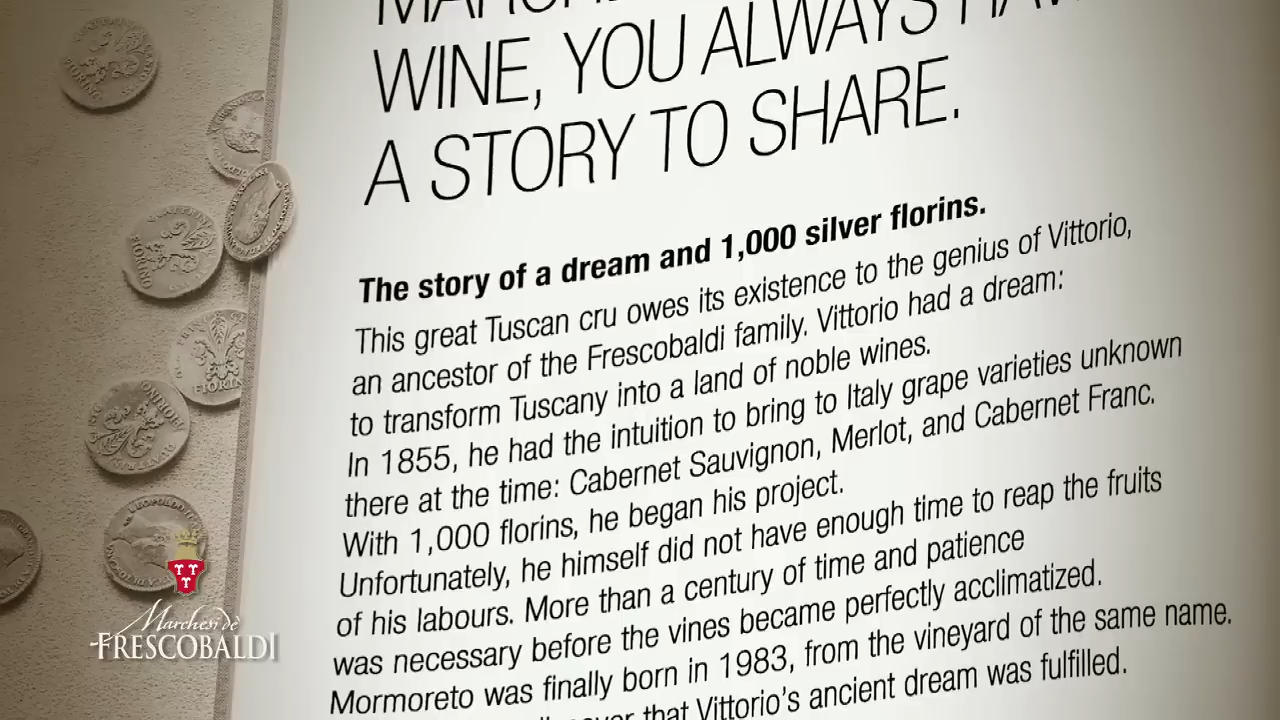 WINE, YOU ALWAYS
A STORY TO SHARE.
The story of a dream and 1,000 silver florins.
This great Tuscan cru owes its existence to the genius of Vittorio,
an ancestor of the Frescobaldi family. Vittorio had a dream:
to transform Tuscany into a land of noble wines.
In 1855, he had the intuition to bring to Italy grape varieties unknown
there at the time: Cabernet Sauvignon, Merlot, and Cabernet Franc.
With 1,000 florins, he began his project.
Unfortunately, he himself did not have enough time to reap the fruits
of his labours. More than a century of time and patience
was necessary before the vines became perfectly acclimatized.
Mormoreto was finally born in 1983, from the vineyard of the same name.
that Vittorio's ancient dream was fulfilled.
Marchesi de'
FRESCOBALDI